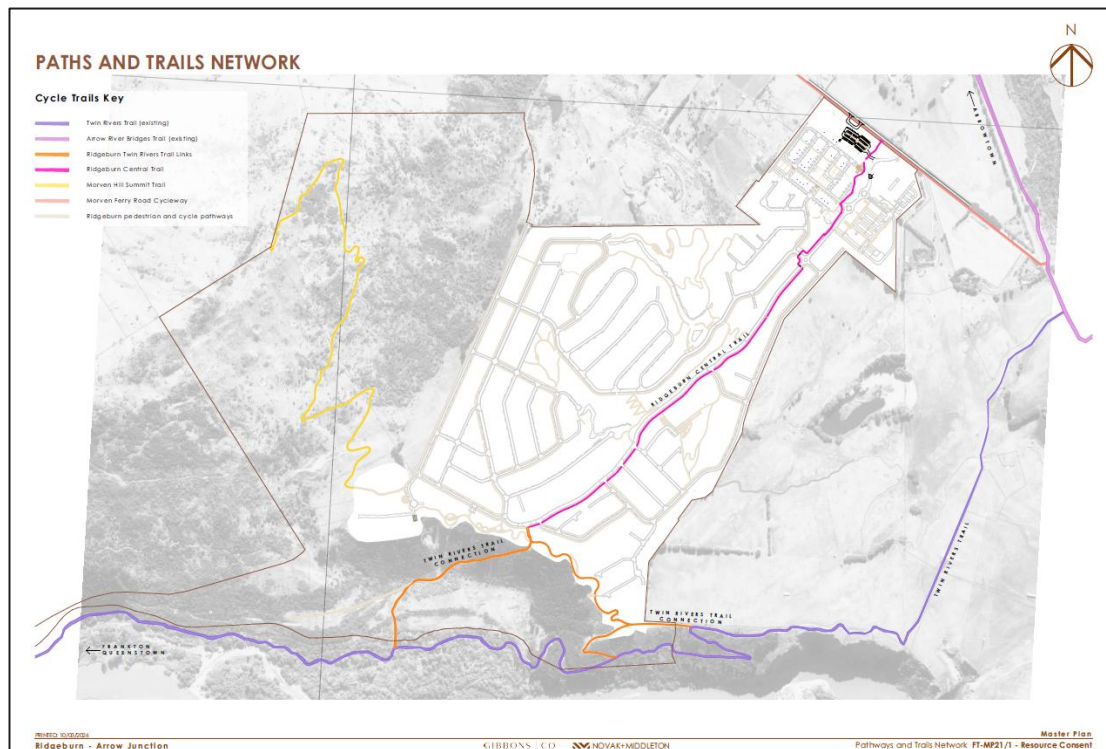 N
PATHS AND TRAILS NETWORK
Cycle Trails Key
Twin Rivers Trail (existing)
Arrow River Bridges Trail (existing)
Ridgeburn Twin Rivers Trail Links
Ridgeburn Central Trail
Morven Hill Summit Trail
Morven Ferry Road Cycleway
Ridgeburn pedestrian and cycle pathways
ARROWTOWN
RIDGEBURN CENTRAL TRAIL
TWIN RIVERS TRAIL
CONNECTION
TWIN RIVERS TRAIL
TWIN RIVERS TRAIL
CONNECTION
FRANKTON
QUEENSTOWN
Master Plan
Ridgeburn - Arrow Junction
GIBBONS | CO
NOVAK+MIDDLETON
Pathways and Trails Network FT-MP21/1 - Resource Consent